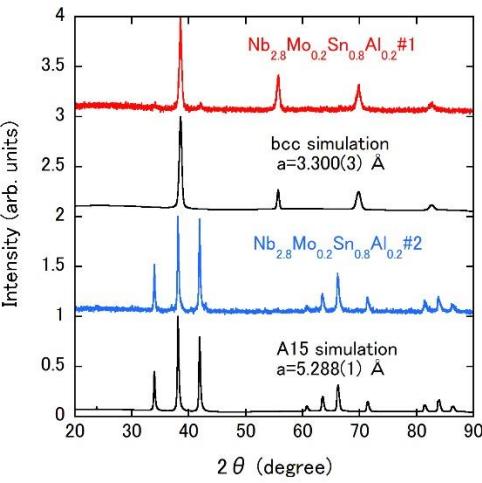 4
Nb2.8Mo0.2Sn0.8Al0.2#1
3.5
3
bcc simulation
a=3.300(3) Å
2.5
2
Nb2.8Mo0.2Sn0.8Al0.2#2
1.5
1
A15 simulation
a=5.288(1) Å
0.5
0
20 30 40 50 60 70 80 90
2θ (degree)
Intensity (arb. units)